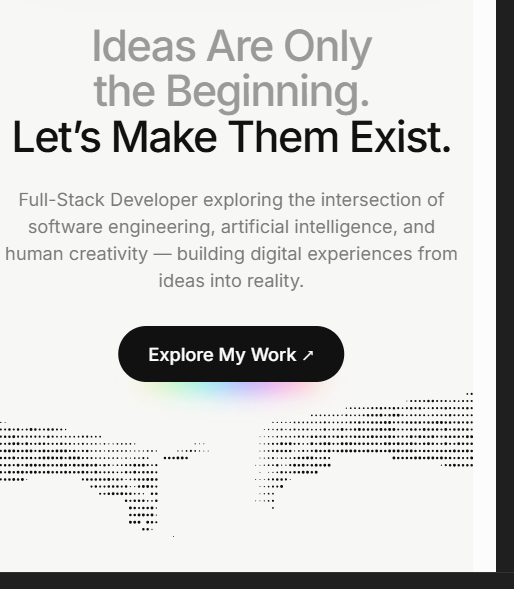 Ideas Are Only
the Beginning.
Let’s Make Them Exist.
Full-Stack Developer exploring the intersection of
software engineering, artificial intelligence, and
human creativity — building digital experiences from
ideas into reality.
Explore My Work ↗